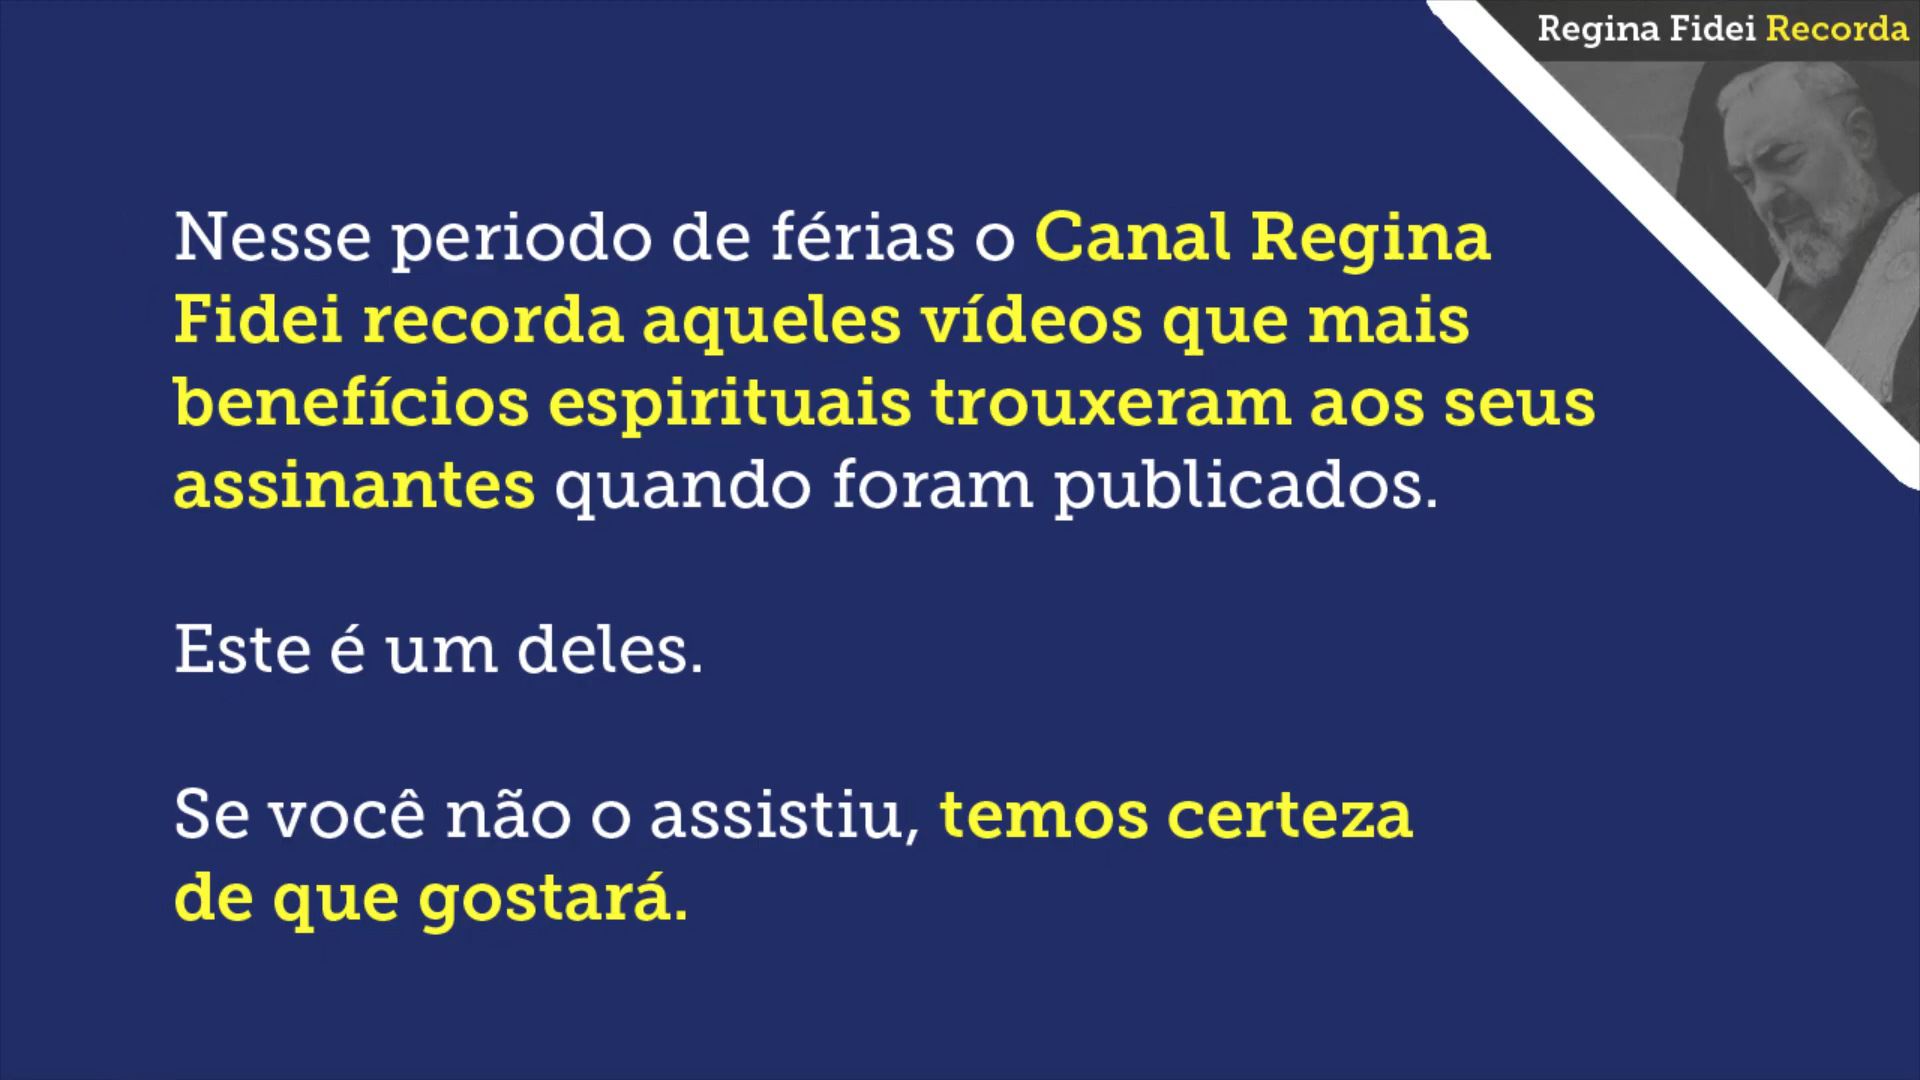 Regina Fidei Recorda
Nesse periodo de férias o Canal Regina
Fidei recorda aqueles vídeos que mais
benefícios espirituais trouxeram aos seus
assinantes quando foram publicados.
Este é um deles.
Se você não o assistiu, temos certeza
de que gostará.